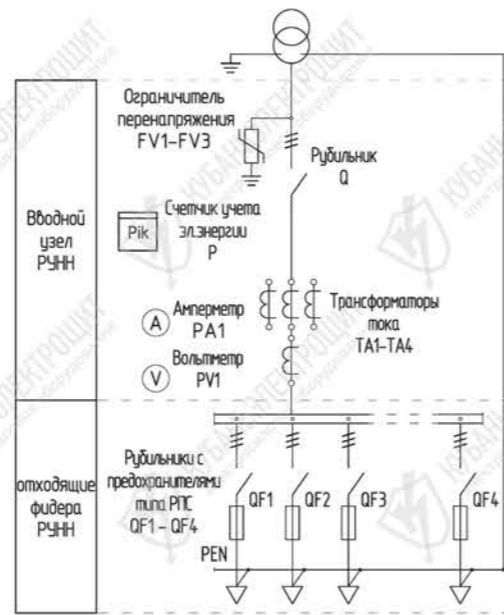 Ограничитель
перенапряжения
FV1-FV3
Рубильник
Q
Вводной
узел
РУНН
Pik
Счетчик учета
эл.энергии
P
A
Амперметр
PA1
Трансформаторы
тока
TA1-TA4
V
Вольтметр
PV1
отходящие
фидера
РУНН
Рубильники с
предохранителями
типа РПС
QF1 - QF4
QF1
QF2
QF3
QF4
PEN
КУБАНЬЭЛЕКТРОЩИТ